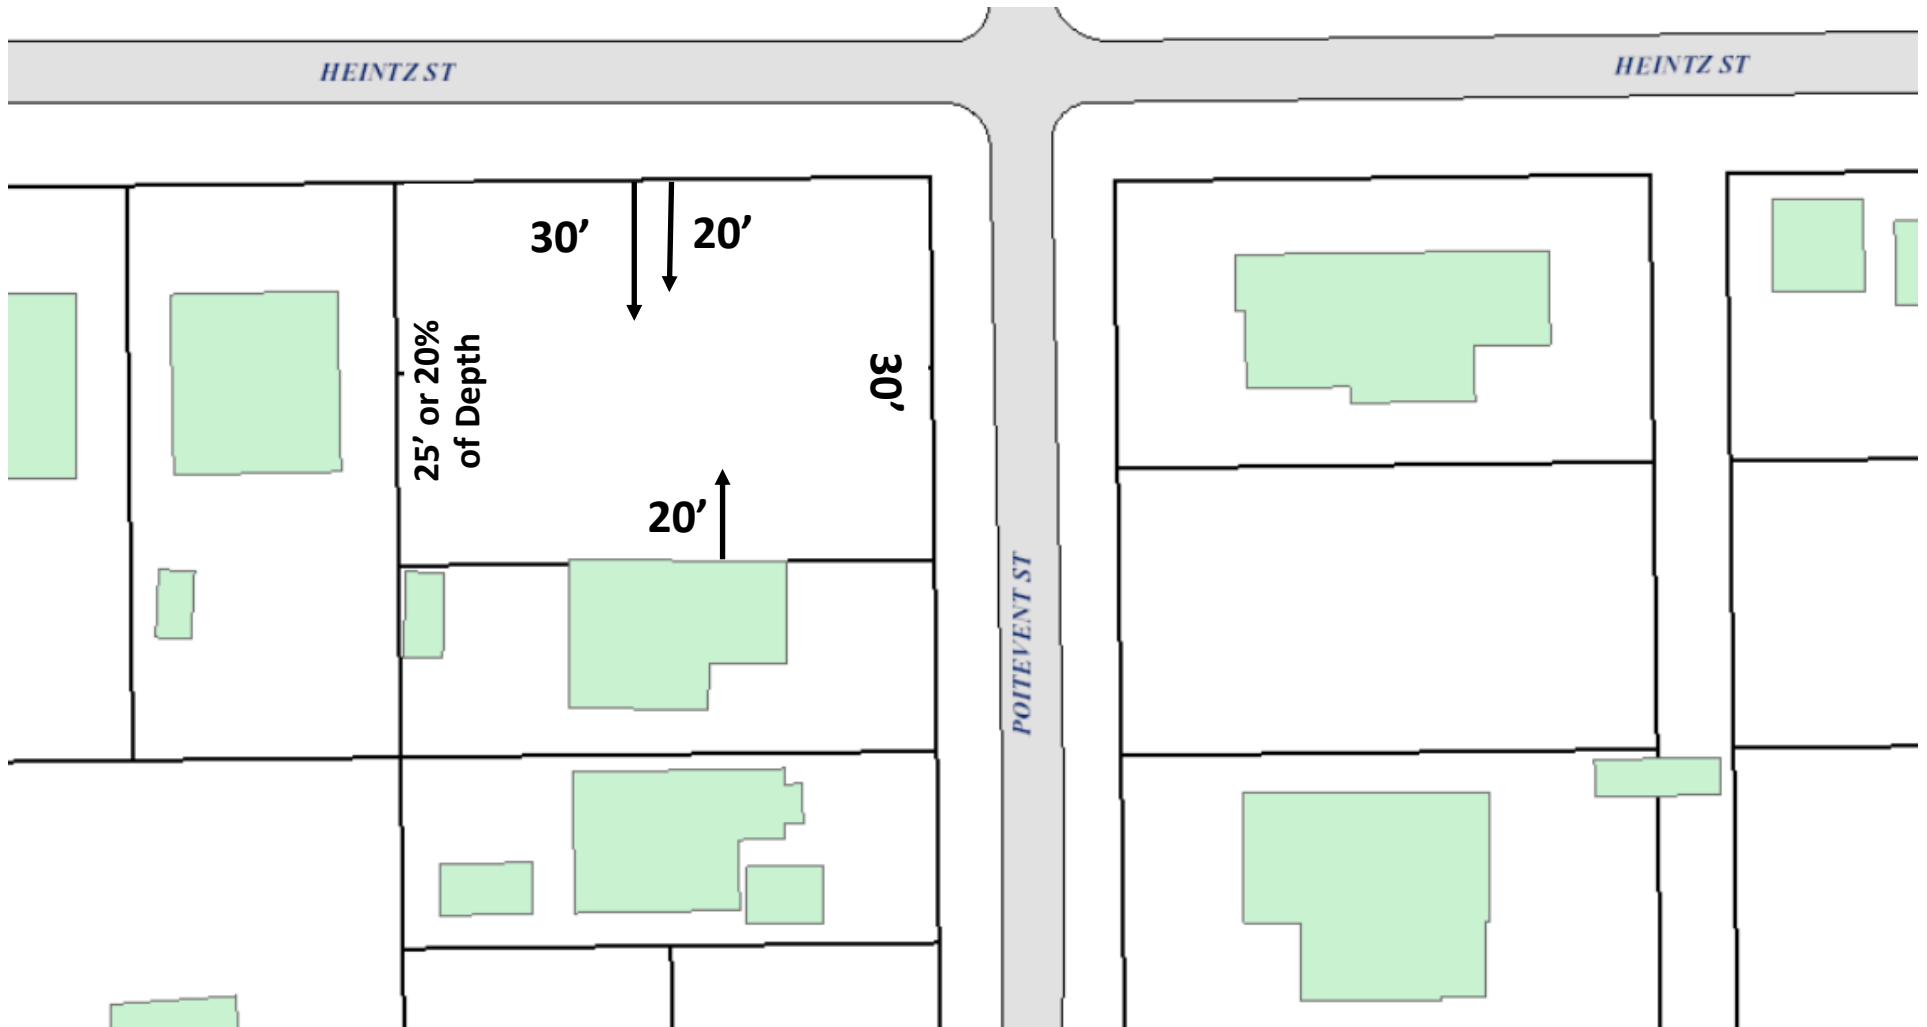 HEINTZ ST
HEINTZ ST
30’
20’
25’ or 20%
of Depth
30’
20’
POITEVENT ST